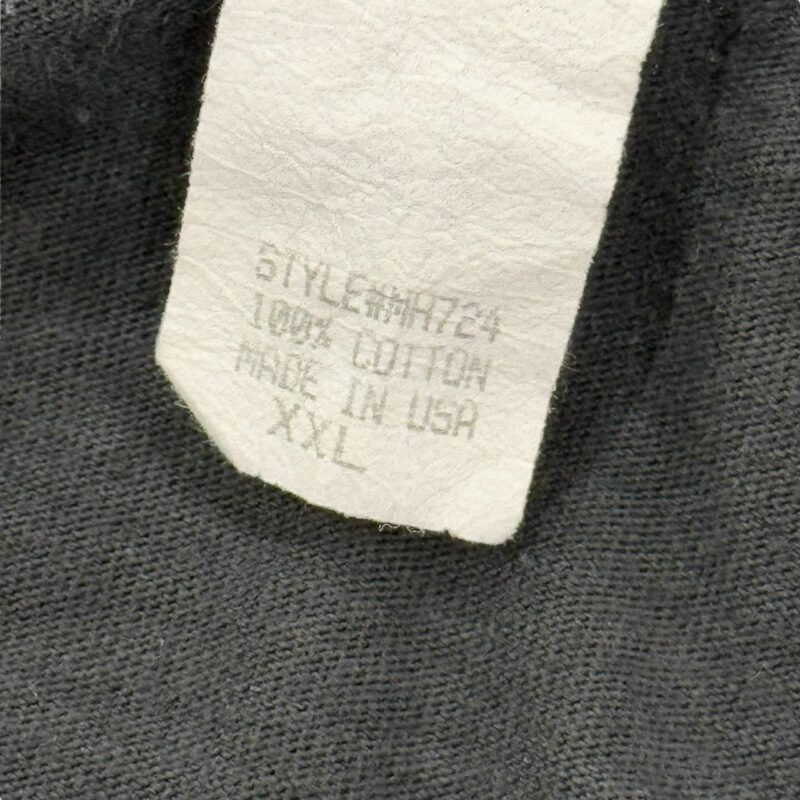 STYLE#MA724
100% COTTON
MADE IN USA
XXL